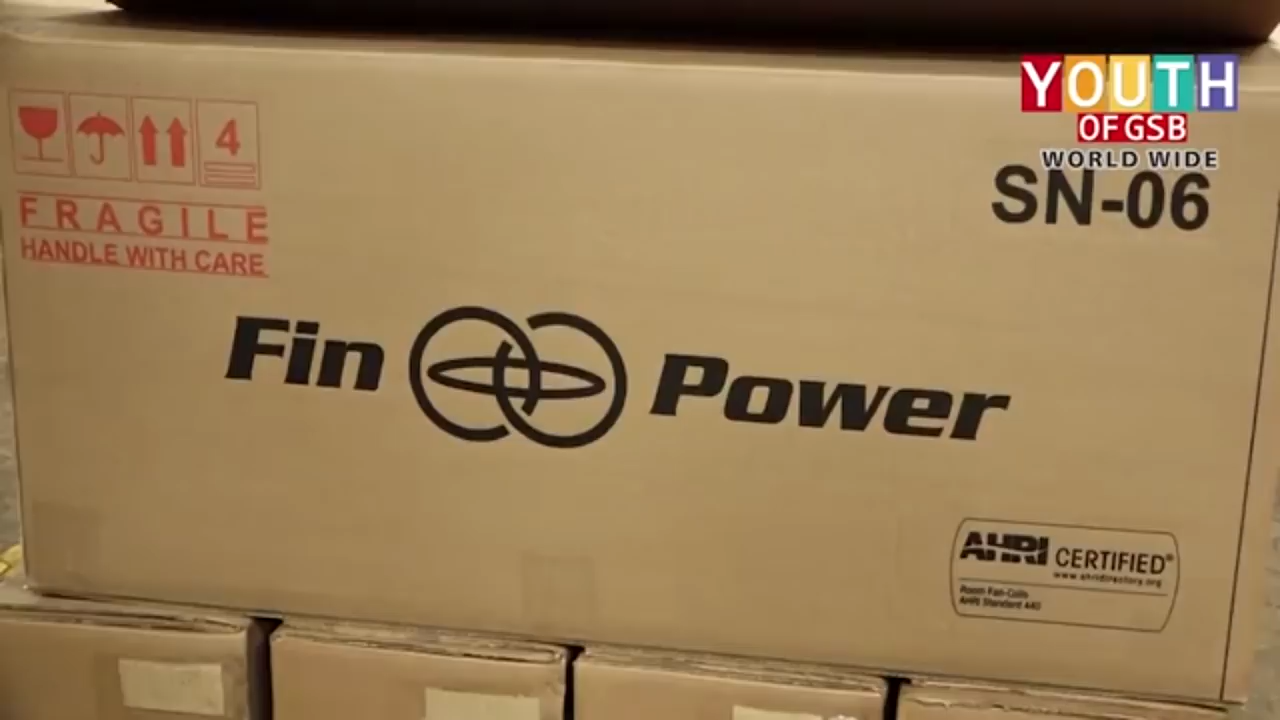 YOUTH
OF GSB
WORLD WIDE
SN-06
4
FRAGILE
HANDLE WITH CARE
Fin Power
AHRI CERTIFIED®
www.ahridirectory.org
Room Fan-Coils
AHRI Standard 440